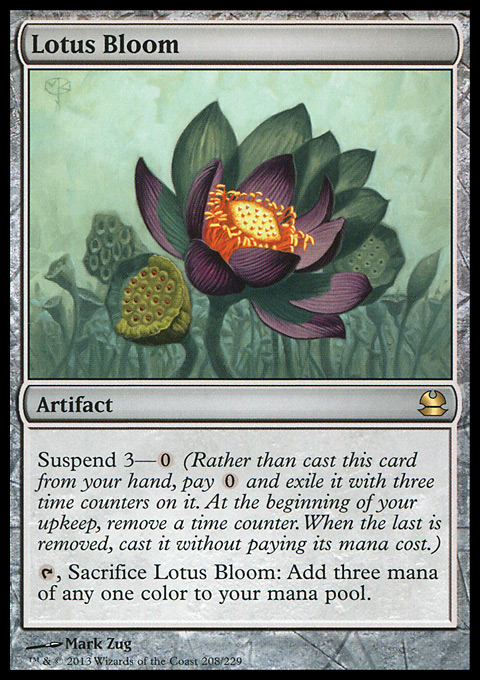 Lotus Bloom
Artifact
Suspend 3—0 (Rather than cast this card
from your hand, pay 0 and exile it with three
time counters on it. At the beginning of your
upkeep, remove a time counter. When the last is
removed, cast it without paying its mana cost.)
, Sacrifice Lotus Bloom: Add three mana
of any one color to your mana pool.
Mark Zug
™ & © 2013 Wizards of the Coast 208/229